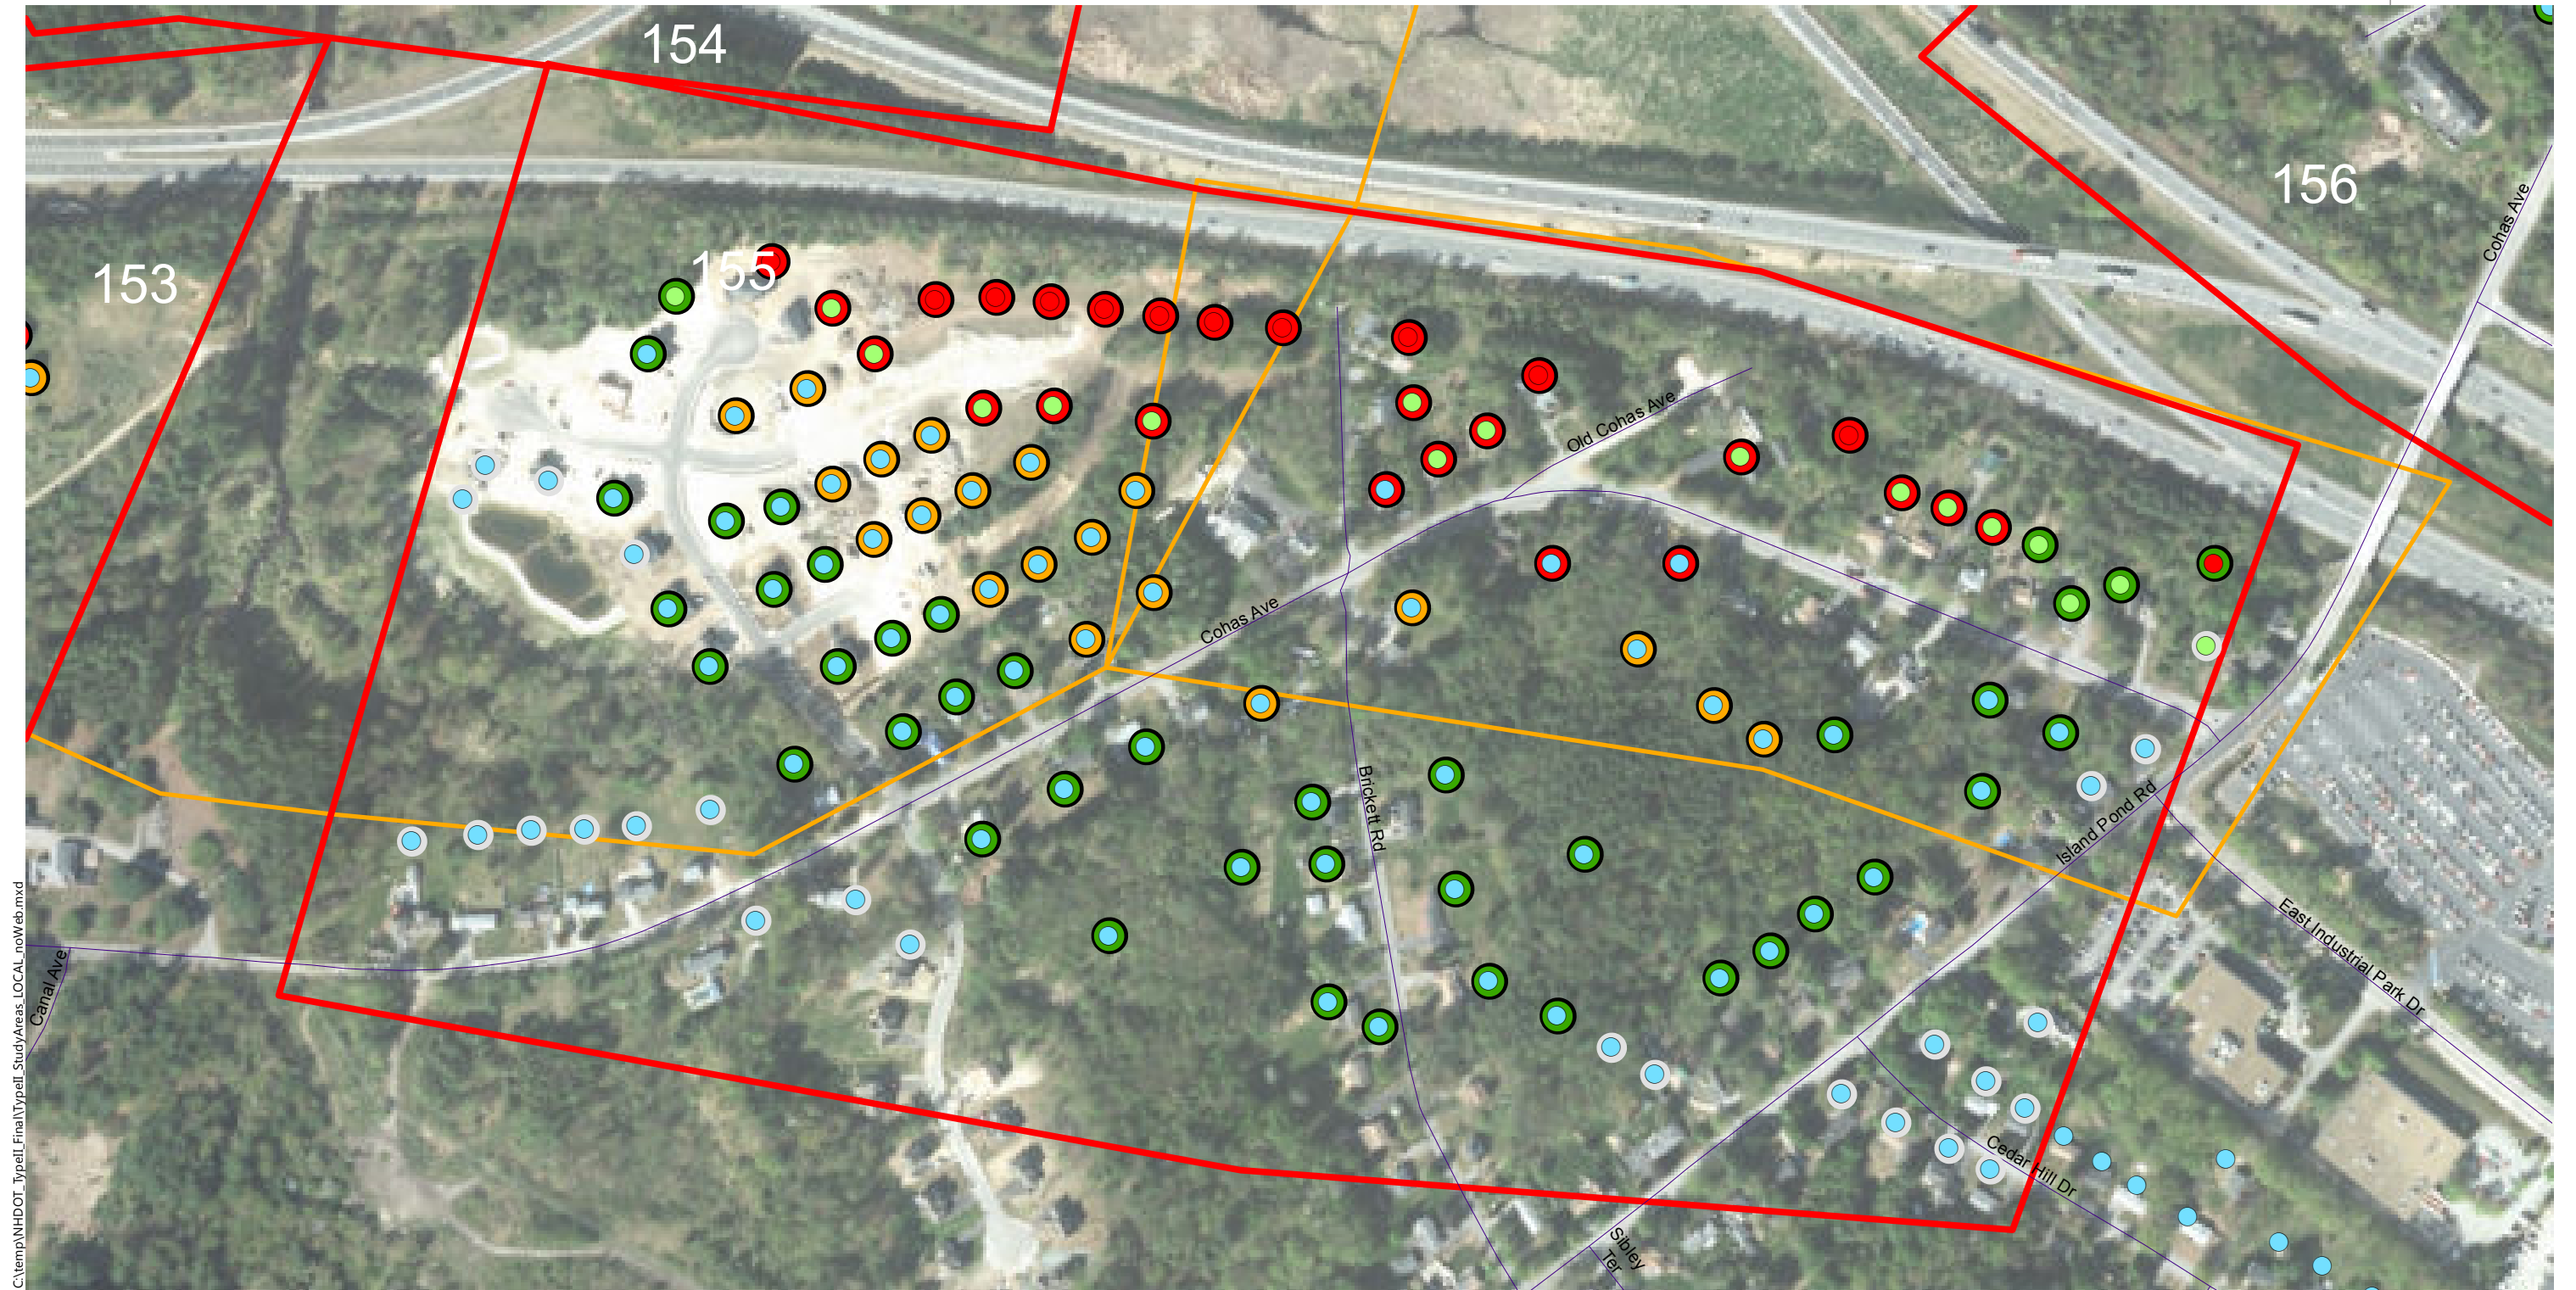 154
156
153
155
Cohas Ave
Old Cohas Ave
Cohas Ave
Brickett Rd
Island Pond Rd
East Industrial Park Dr
Canal Ave
Cedar Hill Dr
Sibley
Ter
C:\temp\NHDOT_TypeII_Final\TypeII_StudyAreas_LOCAL_noWeb.mxd